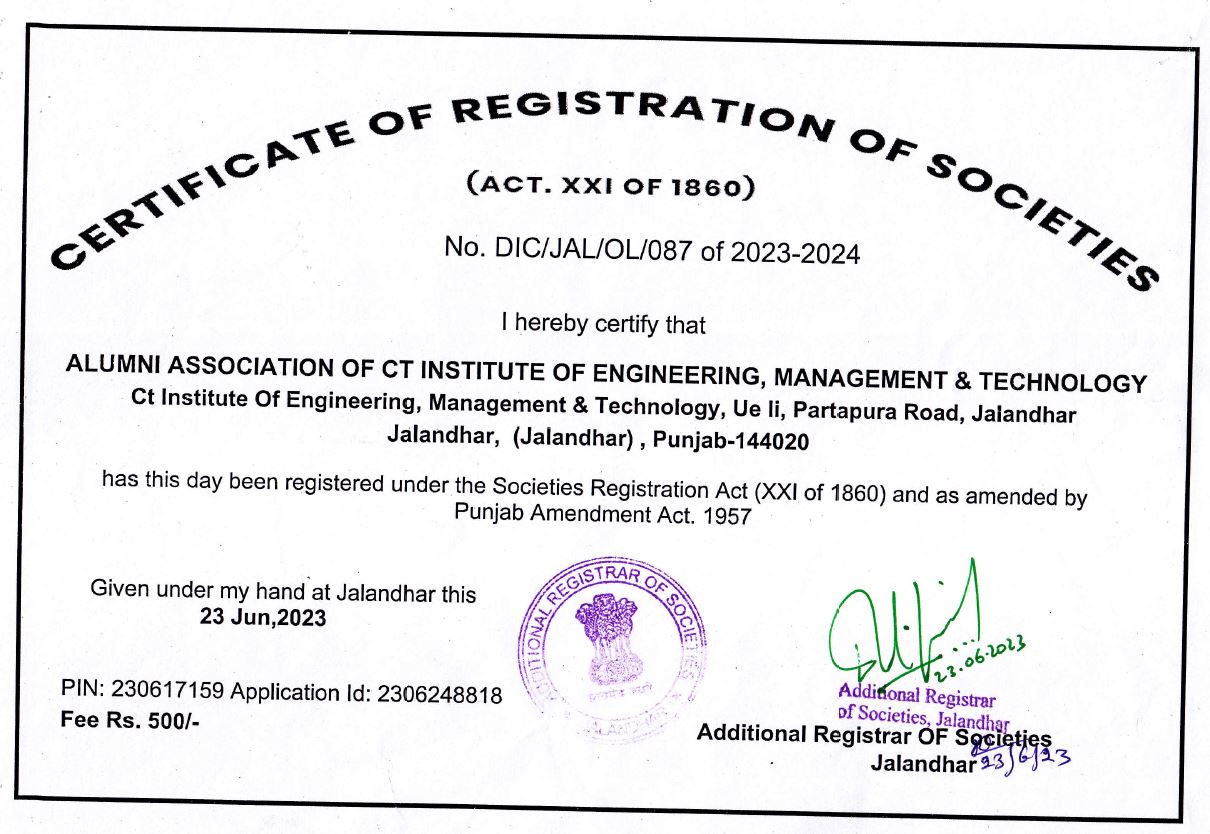 CERTIFICATE OF REGISTRATION OF SOCIETIES
(ACT. XXI OF 1860)
No. DIC/JAL/OL/087 of 2023-2024
I hereby certify that
ALUMNI ASSOCIATION OF CT INSTITUTE OF ENGINEERING, MANAGEMENT & TECHNOLOGY
Ct Institute Of Engineering, Management & Technology, Ue Ii, Partapura Road, Jalandhar
Jalandhar, (Jalandhar) , Punjab-144020
has this day been registered under the Societies Registration Act (XXI of 1860) and as amended by
Punjab Amendment Act. 1957
Given under my hand at Jalandhar this
23 Jun,2023
ADDITIONAL REGISTRAR OF SOCIETIES
JALANDHAR
23.06.2023
PIN: 230617159 Application Id: 2306248818
Fee Rs. 500/-
Additional Registrar
of Societies, Jalandhar
Additional Registrar OF Societies
Jalandhar
23/6/23